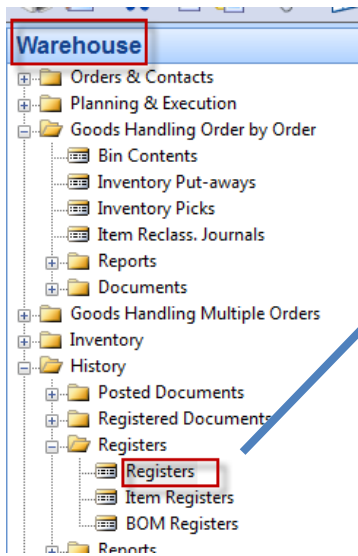 Warehouse
Orders & Contacts
Planning & Execution
Goods Handling Order by Order
Bin Contents
Inventory Put-aways
Inventory Picks
Item Reclass. Journals
Reports
Documents
Goods Handling Multiple Orders
Inventory
History
Posted Documents
Registered Documents
Registers
Registers
Item Registers
BOM Registers
Reports